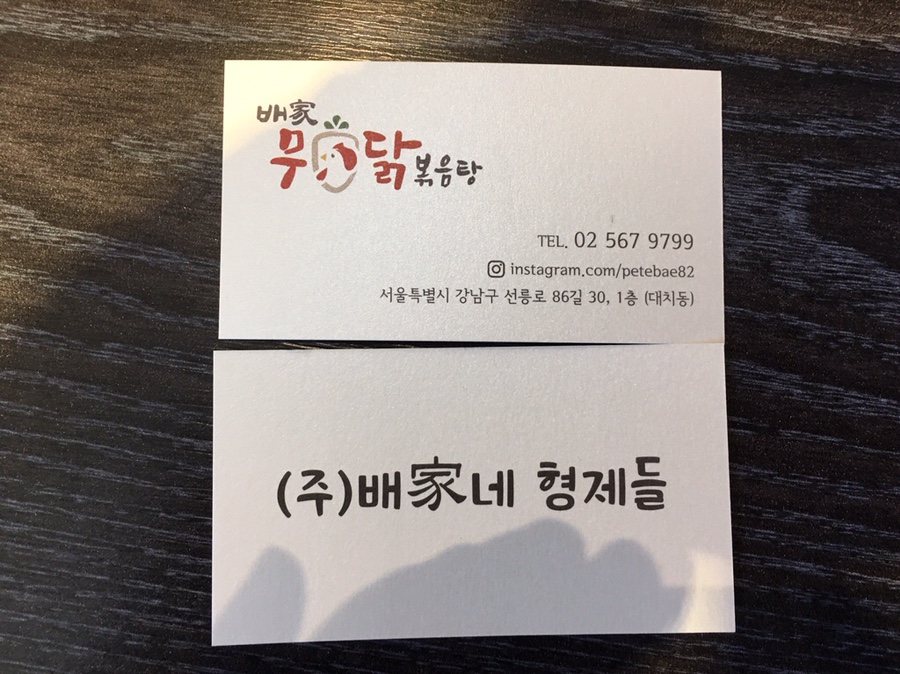 배家
무닭볶음탕
TEL. 02 567 9799
instagram.com/petebae82
서울특별시 강남구 선릉로 86길 30, 1층 (대치동)
(주)배家네 형제들